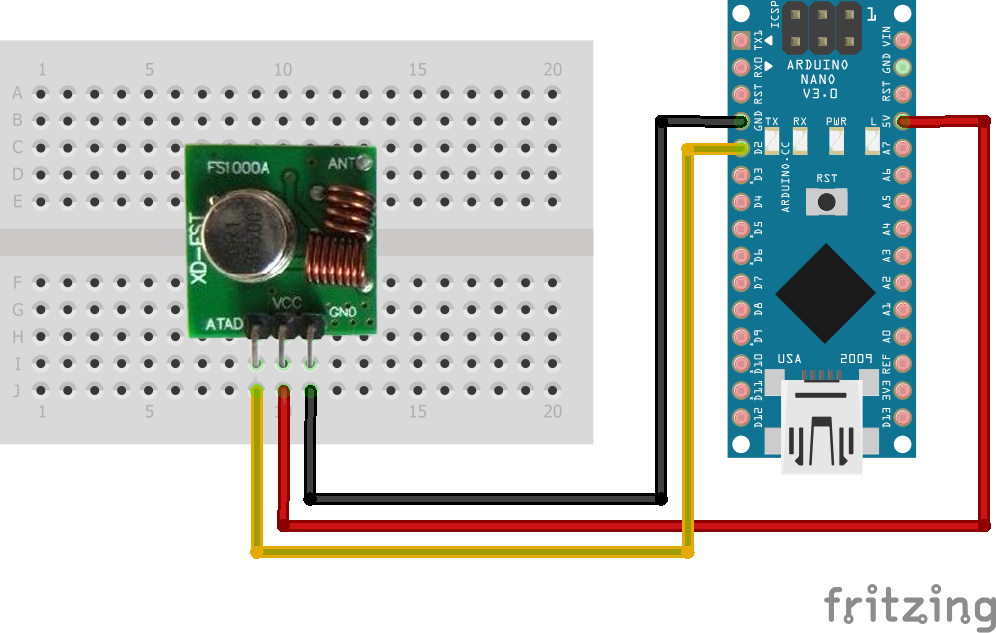 1 5 10 15 20
A
B
C
D
E
F
G
H
I
J
1 5 15 20
FS1000A
ANT
XD-FST
VCC
GND
ATAD
ICSP
1
ARDUINO
NANO
V3.0
TX1
RX0
RST
GND
D2
D3
D4
D5
D6
D7
D8
D9
D10
D11
D12
VIN
GND
RST
5V
A7
A6
A5
A4
A3
A2
A1
A0
REF
3V3
D13
TX RX PWR L
ARDUINO.CC
RST
USA 2009
fritzing